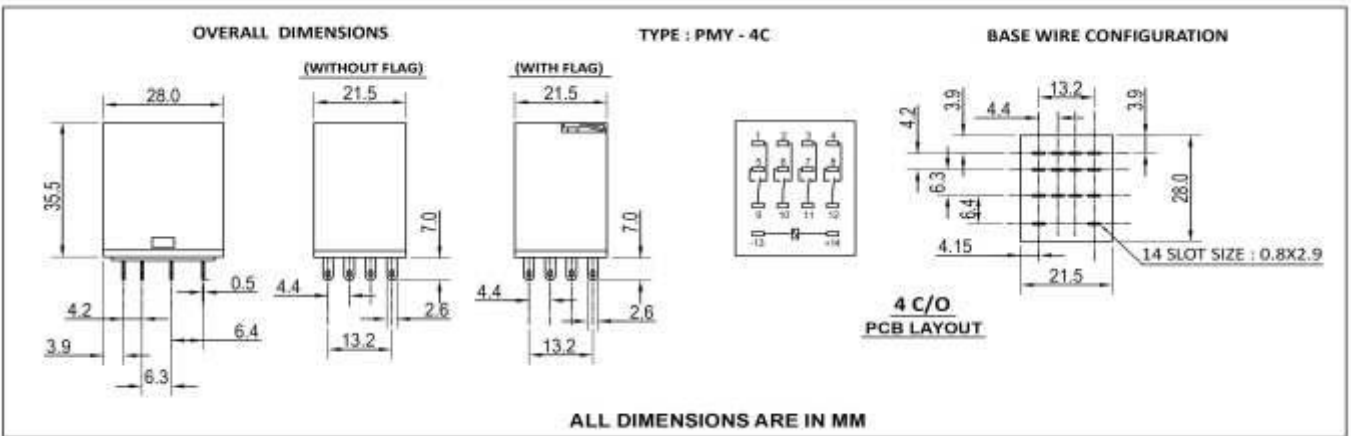 OVERALL DIMENSIONS
TYPE : PMY - 4C
BASE WIRE CONFIGURATION
(WITHOUT FLAG)
(WITH FLAG)
28.0
35.5
0.5
4.2
6.4
3.9
6.3
21.5
7.0
4.4
2.6
13.2
21.5
7.0
4.4
2.6
13.2
1 2 3 4
5 6 7 8
9 10 11 12
-13 +14
13.2
3.9
3.9
4.4
4.2
6.3
6.4
28.0
4.15
14 SLOT SIZE : 0.8X2.9
21.5
4 C/O
PCB LAYOUT
ALL DIMENSIONS ARE IN MM